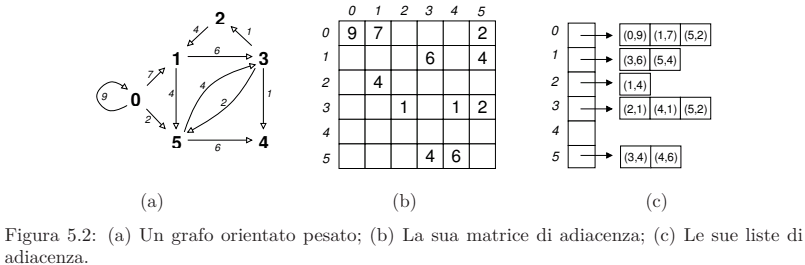 2
4
1
1
6
3
7
9
4
4
1
0
2
2
5
6
4
(a)
0 1 2 3 4 5
0 9 7 2
1 6 4
2 4
3 1 1 2
4
5 4 6
(b)
0 (0,9) (1,7) (5,2)
1 (3,6) (5,4)
2 (1,4)
3 (2,1) (4,1) (5,2)
4
5 (3,4) (4,6)
(c)
Figura 5.2: (a) Un grafo orientato pesato; (b) La sua matrice di adiacenza; (c) Le sue liste di
adiacenza.